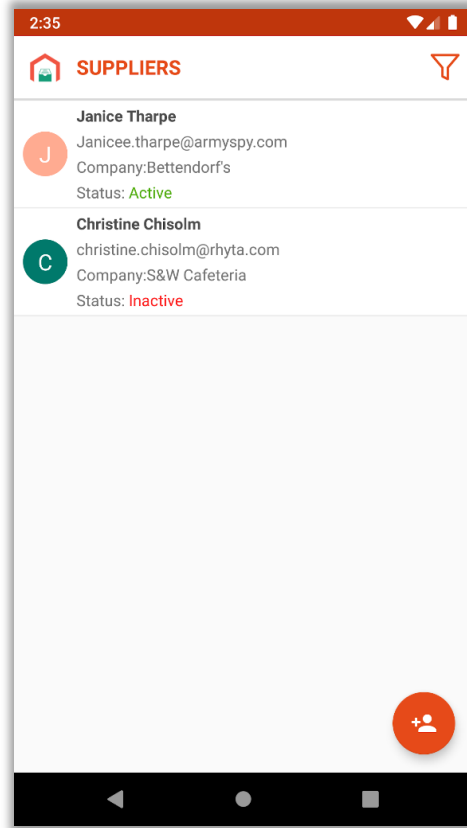 2:35
SUPPLIERS
J
Janice Tharpe
Janicee.tharpe@armyspy.com
Company:Bettendorf's
Status: Active
C
Christine Chisolm
christine.chisolm@rhyta.com
Company:S&W Cafeteria
Status: Inactive